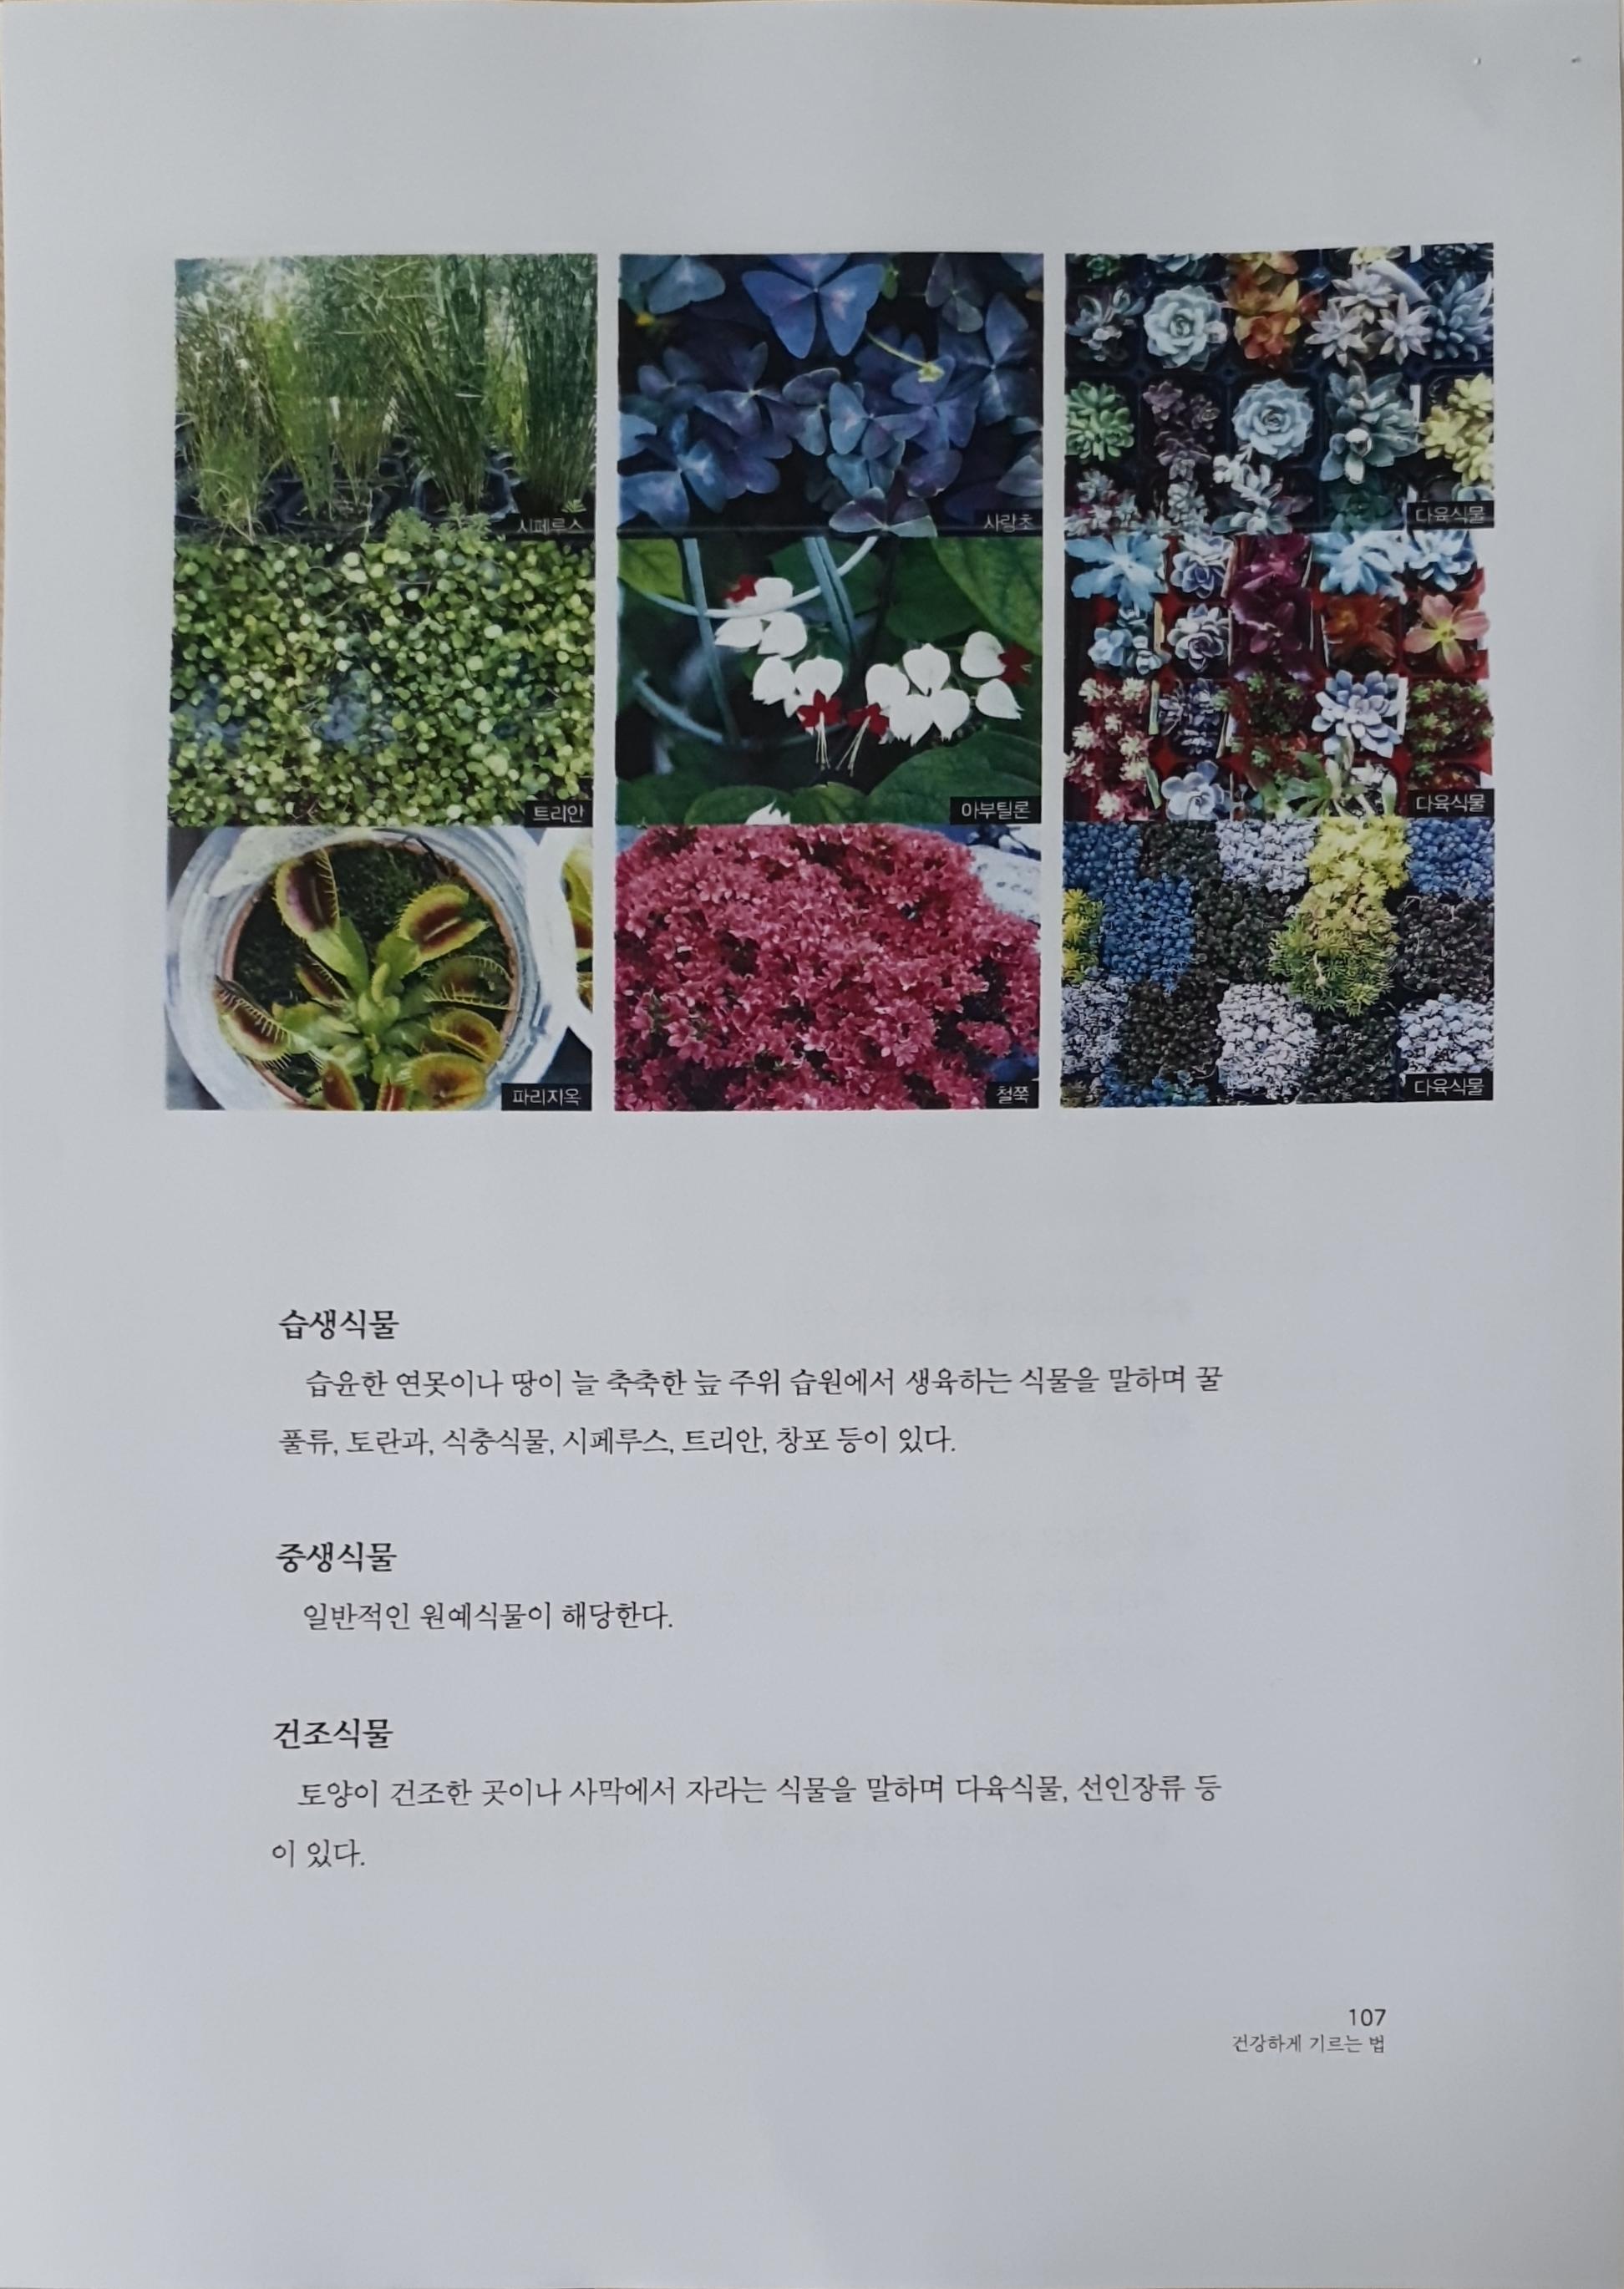 시페루스
사랑초
다육식물
트리안
아부틸론
다육식물
파리지옥
철쭉
다육식물
습생식물
습윤한 연못이나 땅이 늘 축축한 늪 주위 습원에서 생육하는 식물을 말하며 꿀
풀류, 토란과, 식충식물, 시페루스, 트리안, 창포 등이 있다.
중생식물
일반적인 원예식물이 해당한다.
건조식물
토양이 건조한 곳이나 사막에서 자라는 식물을 말하며 다육식물, 선인장류 등
이 있다.
107
건강하게 기르는 법